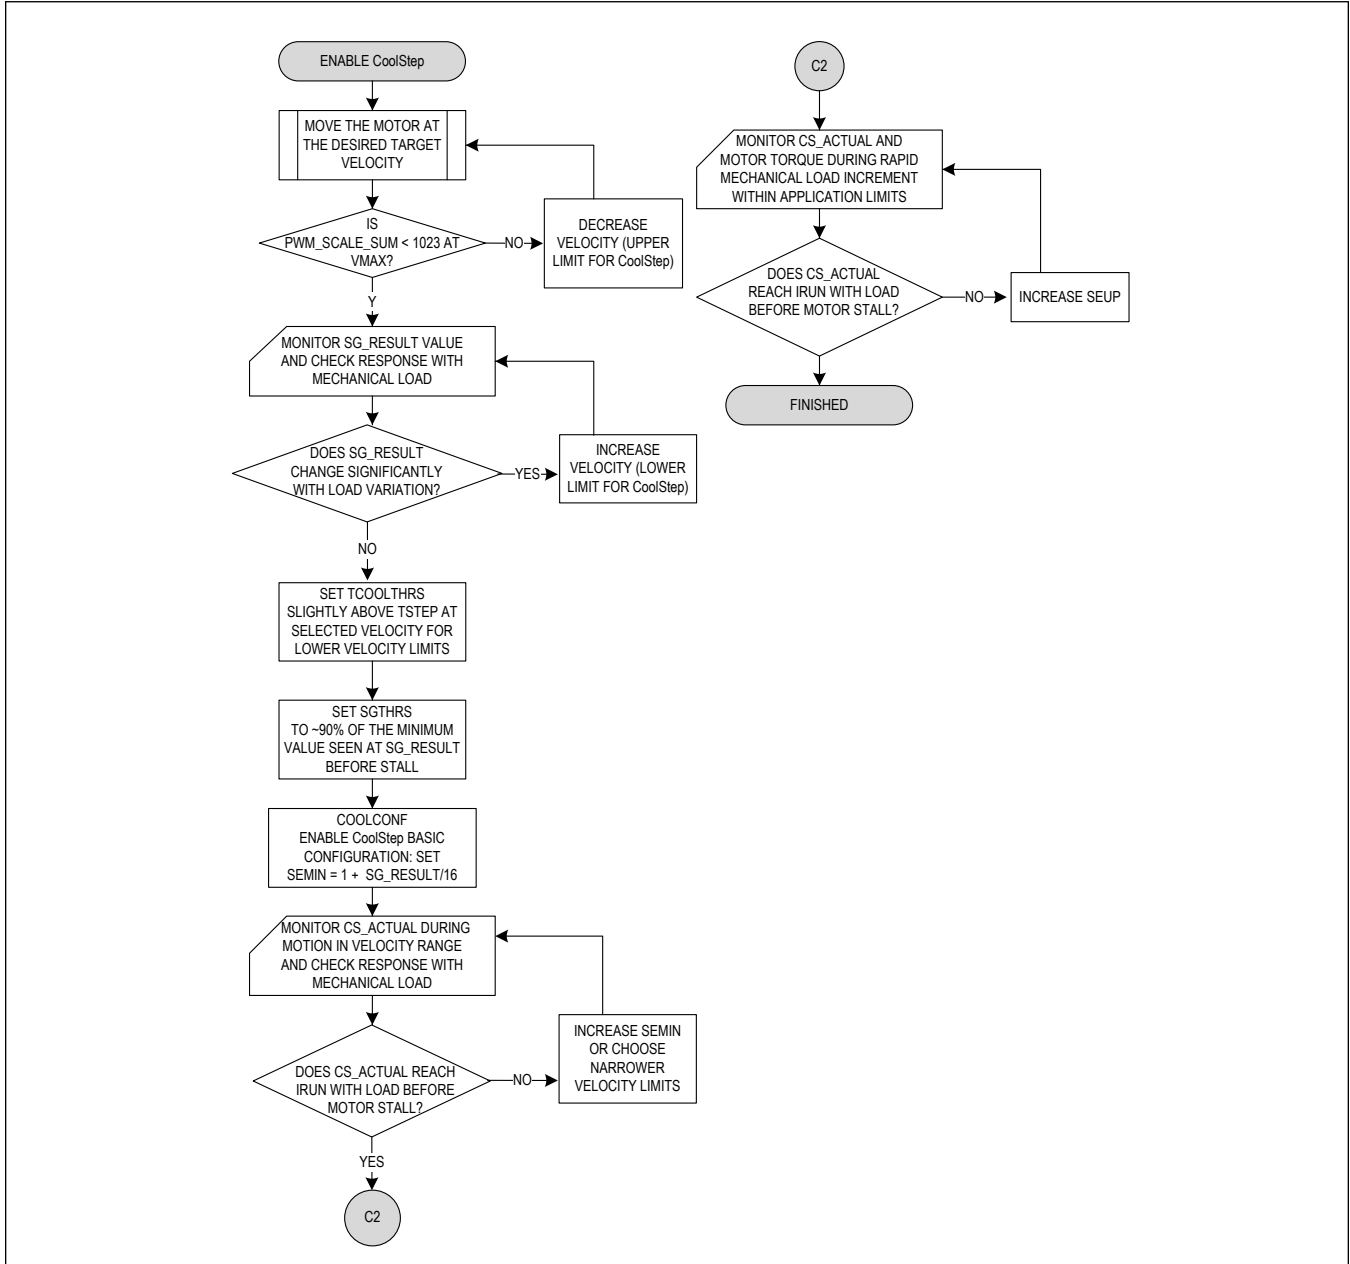 ENABLE CoolStep
MOVE THE MOTOR AT
THE DESIRED TARGET
VELOCITY
IS
PWM_SCALE_SUM < 1023 AT
VMAX?
NO
DECREASE
VELOCITY (UPPER
LIMIT FOR CoolStep)
Y
MONITOR SG_RESULT VALUE
AND CHECK RESPONSE WITH
MECHANICAL LOAD
DOES SG_RESULT
CHANGE SIGNIFICANTLY
WITH LOAD VARIATION?
YES
INCREASE
VELOCITY (LOWER
LIMIT FOR CoolStep)
NO
SET TCOOLTHRS
SLIGHTLY ABOVE TSTEP AT
SELECTED VELOCITY FOR
LOWER VELOCITY LIMITS
SET SGTHRS
TO ~90% OF THE MINIMUM
VALUE SEEN AT SG_RESULT
BEFORE STALL
COOLCONF
ENABLE CoolStep BASIC
CONFIGURATION: SET
SEMIN = 1 + SG_RESULT/16
MONITOR CS_ACTUAL DURING
MOTION IN VELOCITY RANGE
AND CHECK RESPONSE WITH
MECHANICAL LOAD
DOES CS_ACTUAL REACH
IRUN WITH LOAD BEFORE
MOTOR STALL?
NO
INCREASE SEMIN
OR CHOOSE
NARROWER
VELOCITY LIMITS
YES
C2
C2
MONITOR CS_ACTUAL AND
MOTOR TORQUE DURING RAPID
MECHANICAL LOAD INCREMENT
WITHIN APPLICATION LIMITS
DOES CS_ACTUAL
REACH IRUN WITH LOAD
BEFORE MOTOR STALL?
NO
INCREASE SEUP
FINISHED